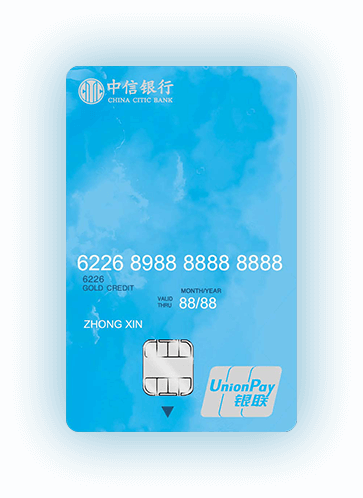 中信银行
CHINA CITIC BANK
6226 8988 8888 8888
6226
GOLD CREDIT
MONTH/YEAR
VALID THRU 88/88
ZHONG XIN
UnionPay
银联